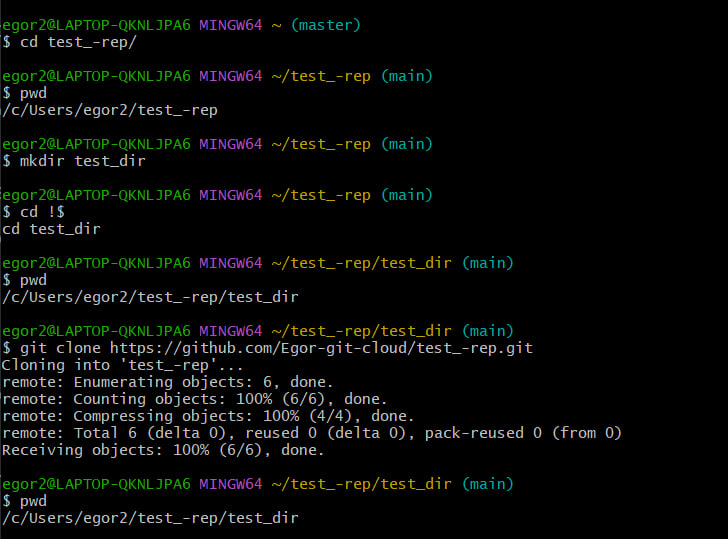 egor2@LAPTOP-QKNLJPA6 MINGW64 ~ (master)
$ cd test_-rep/
egor2@LAPTOP-QKNLJPA6 MINGW64 ~/test_-rep (main)
$ pwd
/c/Users/egor2/test_-rep
egor2@LAPTOP-QKNLJPA6 MINGW64 ~/test_-rep (main)
$ mkdir test_dir
egor2@LAPTOP-QKNLJPA6 MINGW64 ~/test_-rep (main)
$ cd !$
cd test_dir
egor2@LAPTOP-QKNLJPA6 MINGW64 ~/test_-rep/test_dir (main)
$ pwd
/c/Users/egor2/test_-rep/test_dir
egor2@LAPTOP-QKNLJPA6 MINGW64 ~/test_-rep/test_dir (main)
$ git clone https://github.com/Egor-git-cloud/test_-rep.git
Cloning into 'test_-rep'...
remote: Enumerating objects: 6, done.
remote: Counting objects: 100% (6/6), done.
remote: Compressing objects: 100% (4/4), done.
remote: Total 6 (delta 0), reused 0 (delta 0), pack-reused 0 (from 0)
Receiving objects: 100% (6/6), done.
egor2@LAPTOP-QKNLJPA6 MINGW64 ~/test_-rep/test_dir (main)
$ pwd
/c/Users/egor2/test_-rep/test_dir